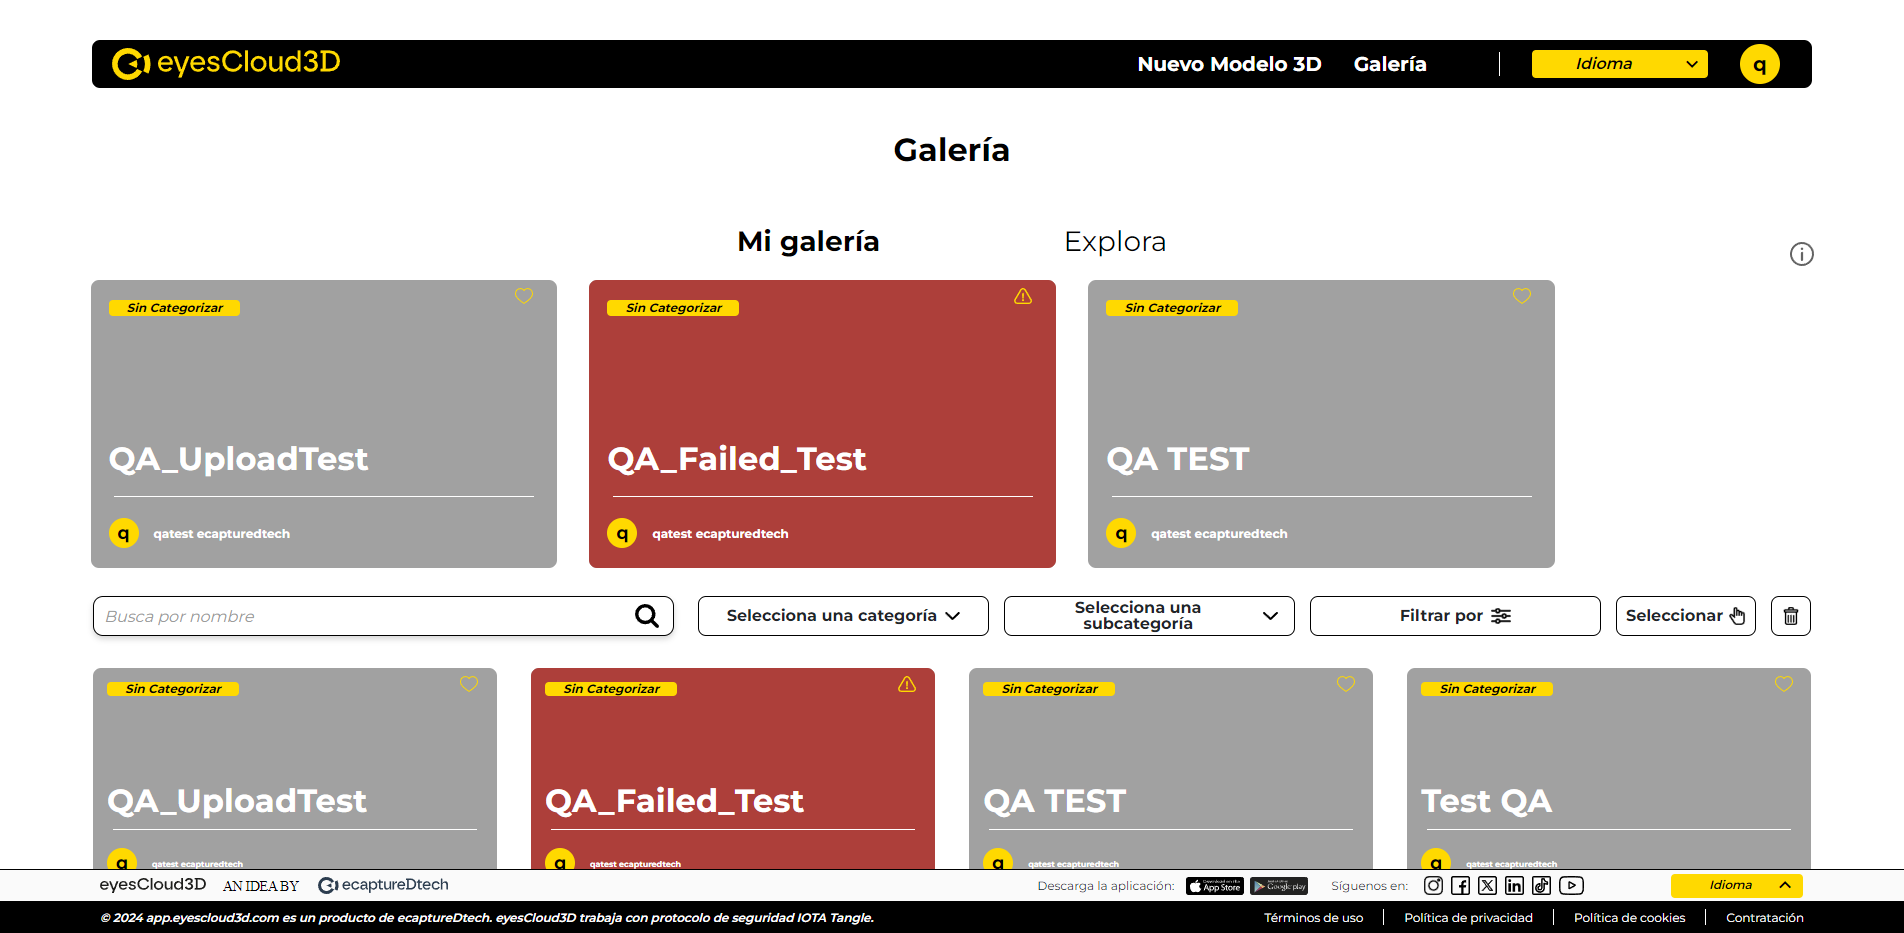 eyesCloud3D
Nuevo Modelo 3D
Galería
Idioma
q
Galería
Mi galería
Explora
Sin Categorizar
QA_UploadTest
q
qatest ecapturedtech
Sin Categorizar
QA_Failed_Test
q
qatest ecapturedtech
Sin Categorizar
QA TEST
q
qatest ecapturedtech
Busca por nombre
Selecciona una categoría
Selecciona una
subcategoría
Filtrar por
Seleccionar
Sin Categorizar
QA_UploadTest
q
qatest ecapturedtech
Sin Categorizar
QA_Failed_Test
q
qatest ecapturedtech
Sin Categorizar
QA TEST
q
qatest ecapturedtech
Sin Categorizar
Test QA
q
qatest ecapturedtech
eyesCloud3D
AN IDEA BY
ecaptureDtech
Descarga la aplicación:
App Store
Google play
Síguenos en:
Idioma
© 2024 app.eyescloud3d.com es un producto de ecaptureDtech. eyesCloud3D trabaja con protocolo de seguridad IOTA Tangle.
Términos de uso
Política de privacidad
Política de cookies
Contratación